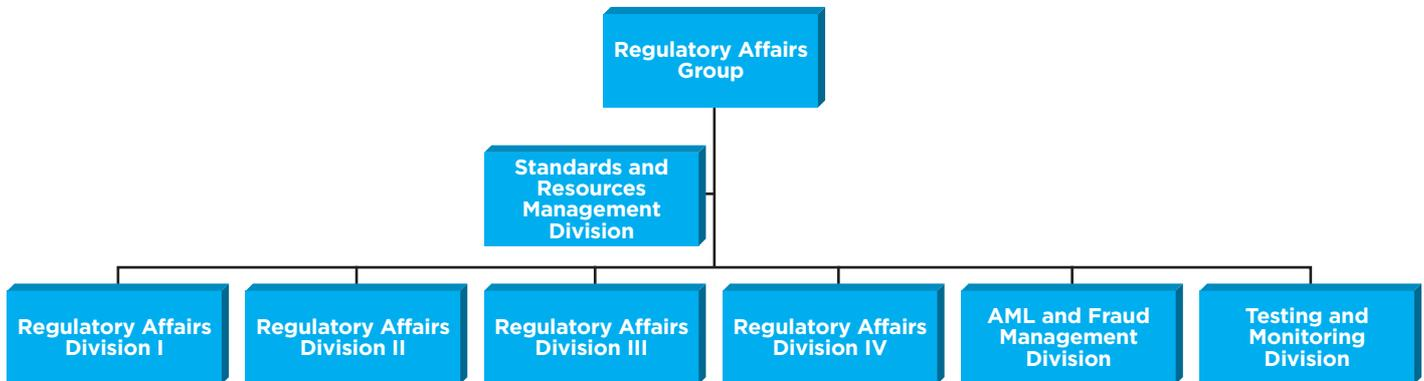 Regulatory Affairs
Group
Standards and
Resources
Management
Division
Regulatory Affairs
Division I
Regulatory Affairs
Division II
Regulatory Affairs
Division III
Regulatory Affairs
Division IV
AML and Fraud
Management
Division
Testing and
Monitoring
Division